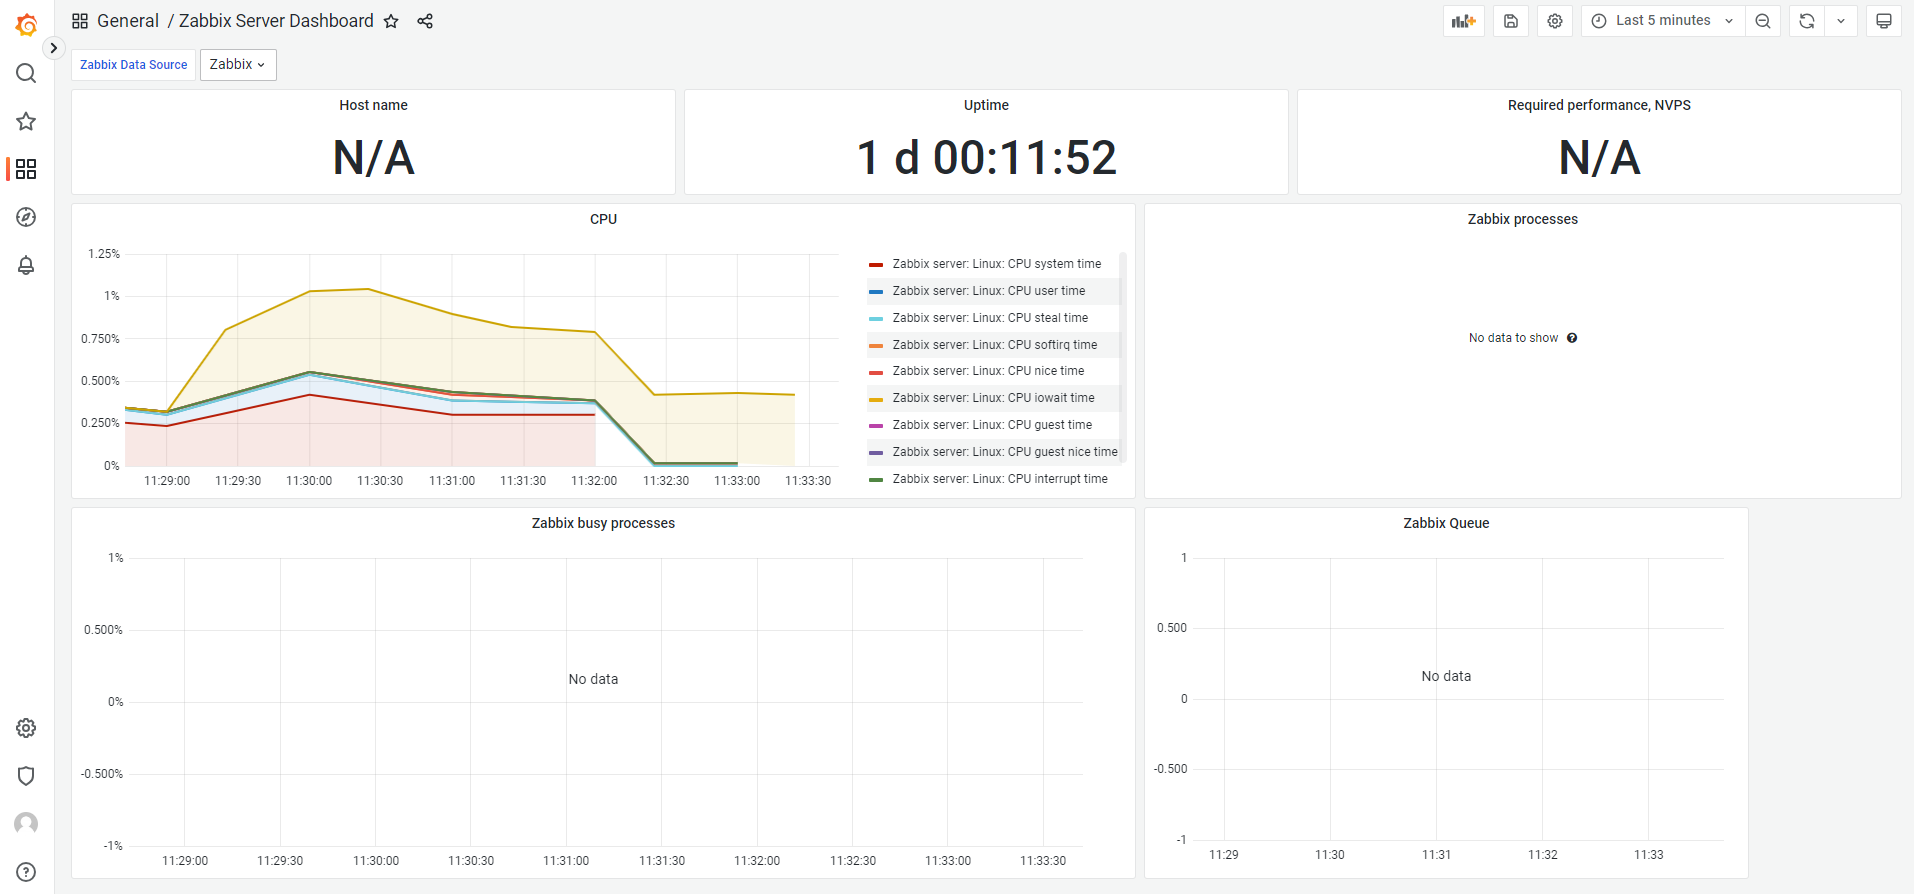 General / Zabbix Server Dashboard
Last 5 minutes
Zabbix Data Source
Zabbix
Host name
N/A
Uptime
1 d 00:11:52
Required performance, NVPS
N/A
CPU
1.25%
1%
0.750%
0.500%
0.250%
0%
11:29:00 11:29:30 11:30:00 11:30:30 11:31:00 11:31:30 11:32:00 11:32:30 11:33:00 11:33:30
Zabbix server: Linux: CPU system time
Zabbix server: Linux: CPU user time
Zabbix server: Linux: CPU steal time
Zabbix server: Linux: CPU softirq time
Zabbix server: Linux: CPU nice time
Zabbix server: Linux: CPU iowait time
Zabbix server: Linux: CPU guest time
Zabbix server: Linux: CPU guest nice time
Zabbix server: Linux: CPU interrupt time
Zabbix processes
No data to show
Zabbix busy processes
1%
0.500%
0%
-0.500%
-1%
No data
11:29:00 11:29:30 11:30:00 11:30:30 11:31:00 11:31:30 11:32:00 11:32:30 11:33:00 11:33:30
Zabbix Queue
1
0.500
0
-0.500
-1
No data
11:29 11:30 11:31 11:32 11:33